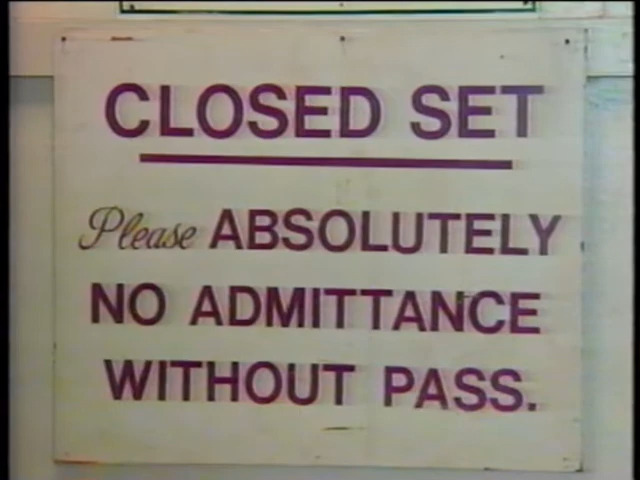 CLOSED SET
Please ABSOLUTELY
NO ADMITTANCE
WITHOUT PASS.